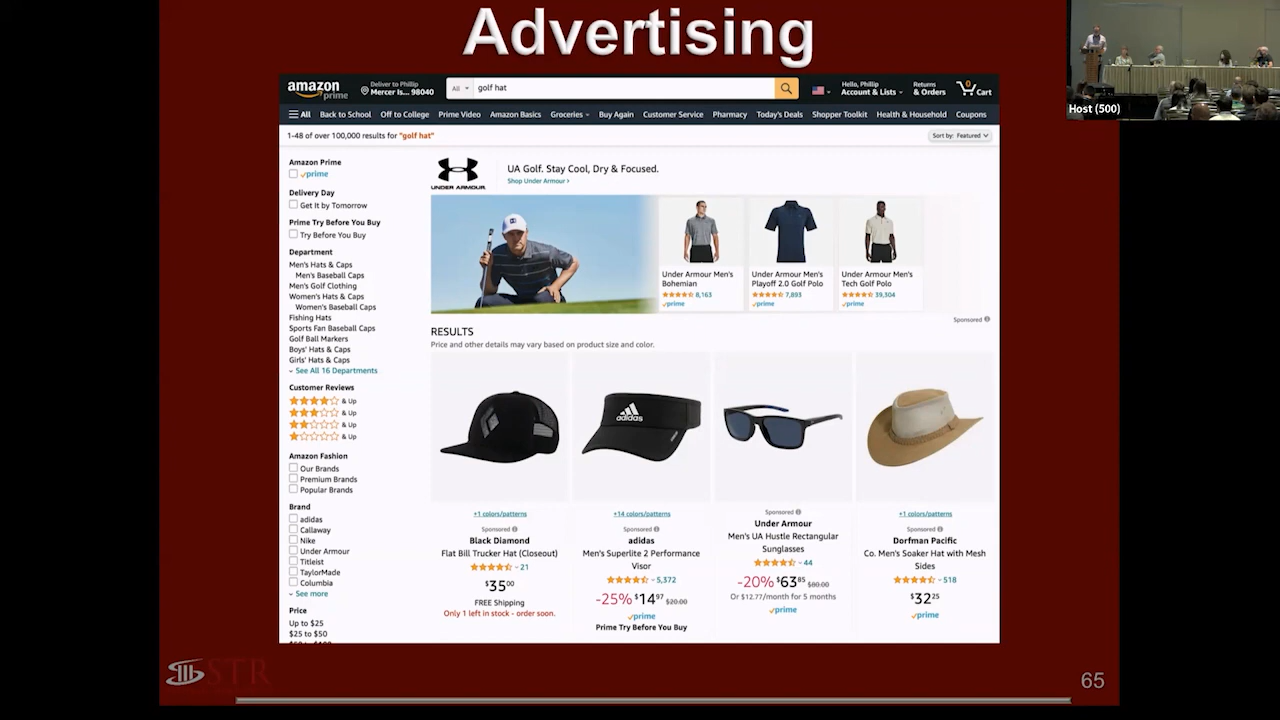 Advertising
Host (500)
amazon
prime
Deliver to Phillip
Mercer Is... 98040
All
golf hat
Hello, Phillip
Account & Lists
Returns
& Orders
0
Cart
All Back to School Off to College Prime Video Amazon Basics Groceries Buy Again Customer Service Pharmacy Today's Deals Shopper Toolkit Health & Household Coupons
1-48 of over 100,000 results for "golf hat"
Sort by: Featured
Amazon Prime
prime
Delivery Day
Get It by Tomorrow
Prime Try Before You Buy
Try Before You Buy
Department
Men's Hats & Caps
Men's Baseball Caps
Men's Golf Clothing
Women's Hats & Caps
Women's Baseball Caps
Fishing Hats
Sports Fan Baseball Caps
Golf Ball Markers
Boys' Hats & Caps
Girls' Hats & Caps
See All 16 Departments
Customer Reviews
& Up
& Up
& Up
& Up
Amazon Fashion
Our Brands
Premium Brands
Popular Brands
Brand
adidas
Callaway
Nike
Under Armour
Titleist
TaylorMade
Columbia
See more
Price
Up to $25
$25 to $50
UNDER ARMOUR.
UA Golf. Stay Cool, Dry & Focused.
Shop Under Armour ›
Under Armour Men's
Bohemian
8,163
prime
Under Armour Men's
Playoff 2.0 Golf Polo
7,893
prime
Under Armour Men's
Tech Golf Polo
39,304
prime
Sponsored
RESULTS
Price and other details may vary based on product size and color.
+1 colors/patterns
Sponsored
Black Diamond
Flat Bill Trucker Hat (Closeout)
21
$3500
FREE Shipping
Only 1 left in stock - order soon.
adidas
+14 colors/patterns
Sponsored
adidas
Men's Superlite 2 Performance
Visor
5,372
-25% $1497 $20.00
prime
Prime Try Before You Buy
Sponsored
Under Armour
Men's UA Hustle Rectangular
Sunglasses
44
-20% $6385 $80.00
Or $12.77/month for 5 months
prime
+1 colors/patterns
Sponsored
Dorfman Pacific
Co. Men's Soaker Hat with Mesh
Sides
518
$3225
prime
STR
65